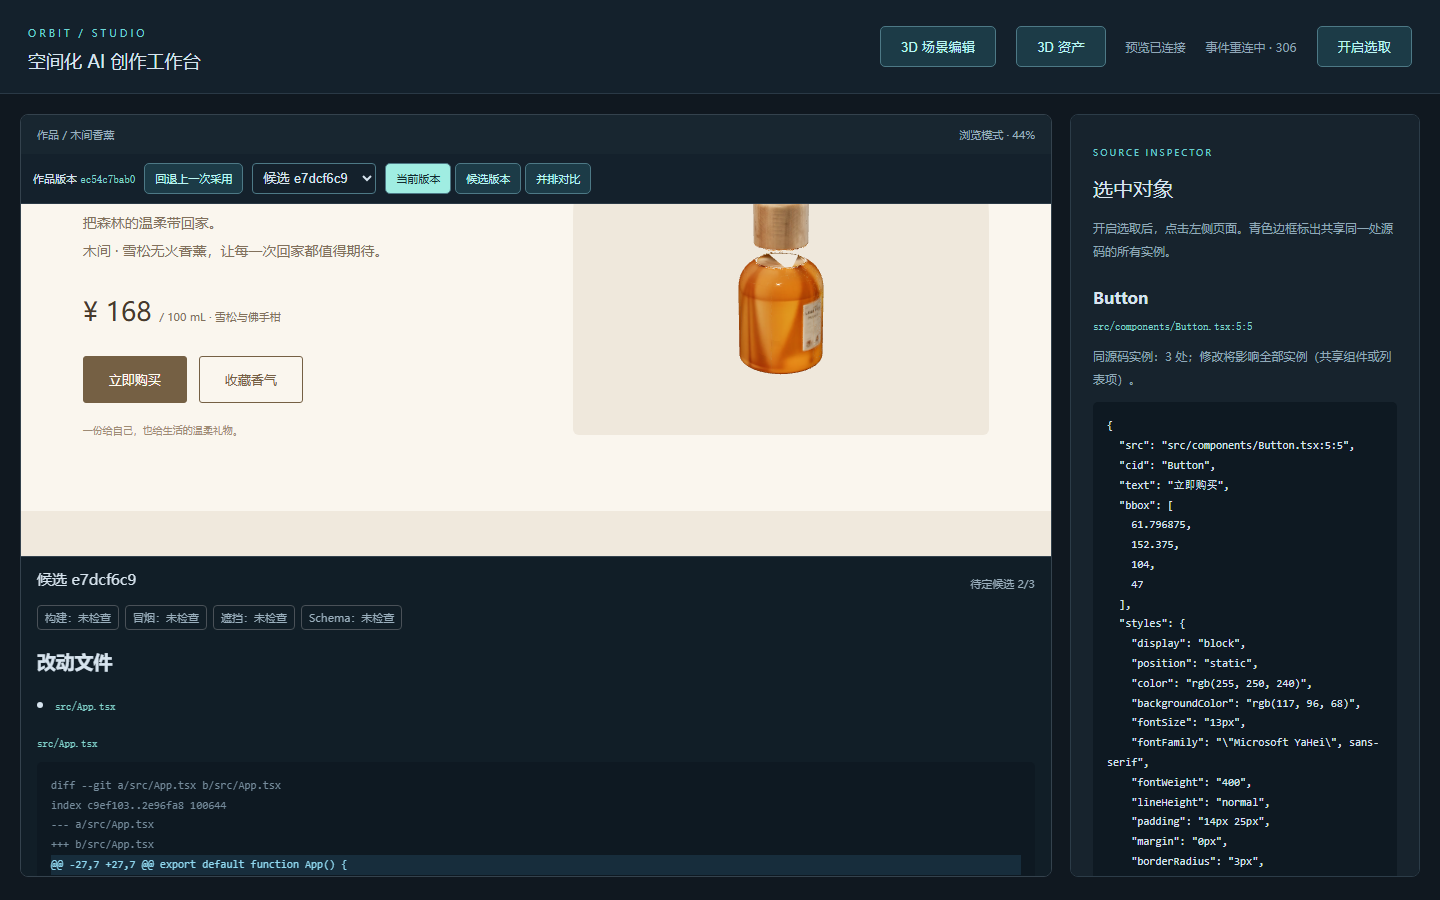 ORBIT / STUDIO
空间化 AI 创作工作台
3D 场景编辑
3D 资产
预览已连接
事件重连中 · 306
开启选取
作品 / 木间香薰
浏览模式 · 44%
作品版本 ec54c7bab0
回退上一次采用
候选 e7dcf6c9
当前版本
候选版本
并排对比
把森林的温柔带回家。
木间 · 雪松无火香薰，让每一次回家都值得期待。
¥ 168 / 100 mL · 雪松与佛手柑
立即购买
收藏香气
一份给自己，也给生活的温柔礼物。
候选 e7dcf6c9
待定候选 2/3
构建：未检查
冒烟：未检查
遮挡：未检查
Schema：未检查
改动文件
src/App.tsx
src/App.tsx
diff --git a/src/App.tsx b/src/App.tsx
index c9ef103..2e96fa8 100644
--- a/src/App.tsx
+++ b/src/App.tsx
@@ -27,7 +27,7 @@ export default function App() {
SOURCE INSPECTOR
选中对象
开启选取后，点击左侧页面。青色边框标出共享同一处源
码的所有实例。
Button
src/components/Button.tsx:5:5
同源码实例：3 处；修改将影响全部实例（共享组件或列
表项）。
{
"src": "src/components/Button.tsx:5:5",
"cid": "Button",
"text": "立即购买",
"bbox": [
61.796875,
152.375,
104,
47
],
"styles": {
"display": "block",
"position": "static",
"color": "rgb(255, 250, 240)",
"backgroundColor": "rgb(117, 96, 68)",
"fontSize": "13px",
"fontFamily": "\"Microsoft YaHei\", sans-
serif",
"fontWeight": "400",
"lineHeight": "normal",
"padding": "14px 25px",
"margin": "0px",
"borderRadius": "3px",